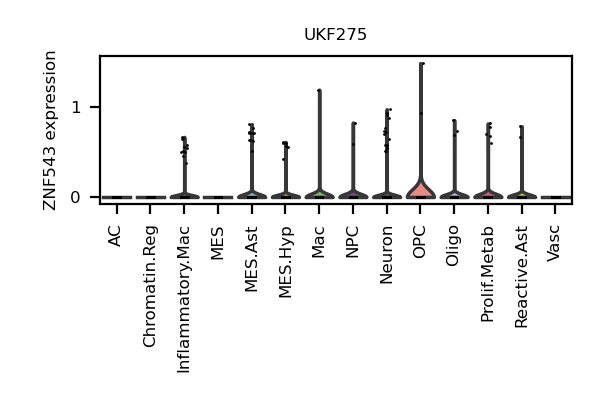 UKF275
ZNF543 expression
1
0
AC
Chromatin.Reg
Inflammatory.Mac
MES
MES.Ast
MES.Hyp
Mac
NPC
Neuron
OPC
Oligo
Prolif.Metab
Reactive.Ast
Vasc